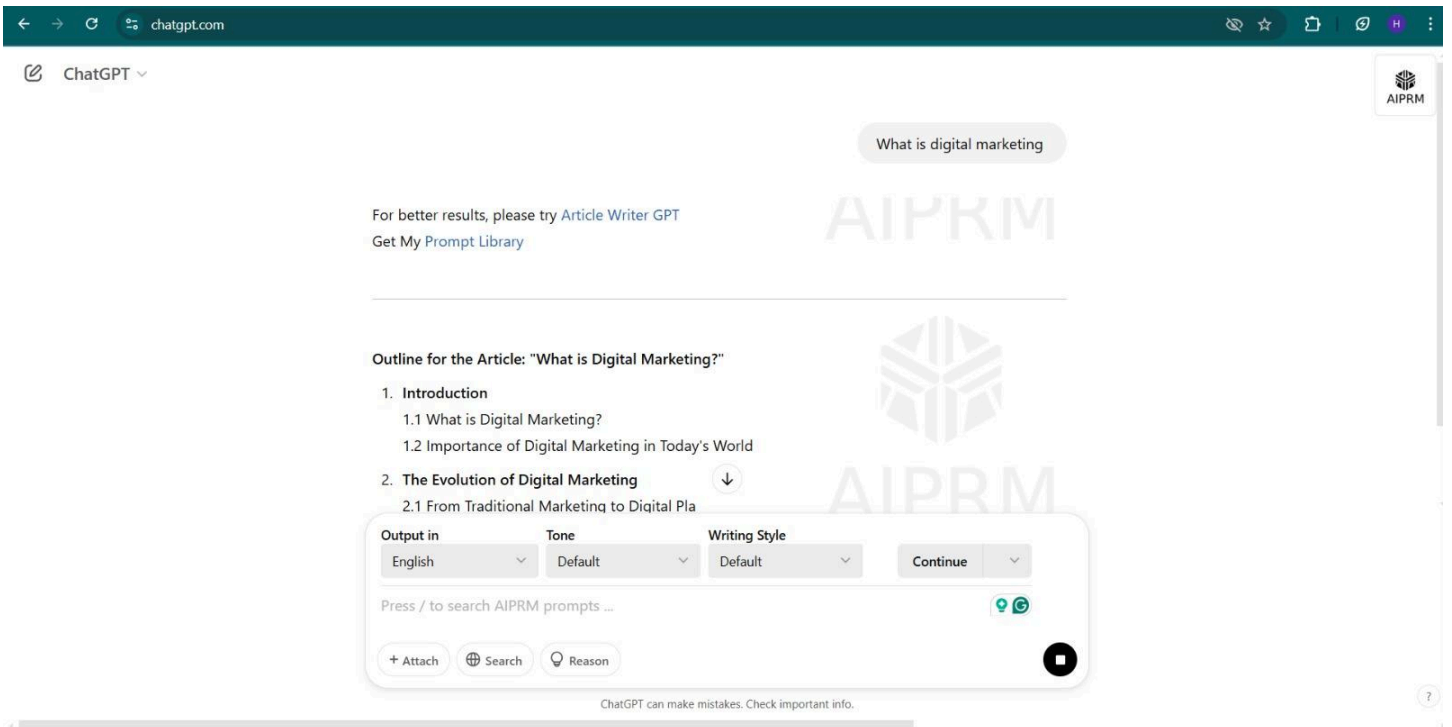 chatgpt.com
H
ChatGPT
AIPRM
What is digital marketing
AIPRM
For better results, please try Article Writer GPT
Get My Prompt Library
Outline for the Article: "What is Digital Marketing?"
1. Introduction
1.1 What is Digital Marketing?
1.2 Importance of Digital Marketing in Today's World
2. The Evolution of Digital Marketing
AIPRM
2.1 From Traditional Marketing to Digital Pla
Output in Tone Writing Style
English Default Default Continue
Press / to search AIPRM prompts ...
G
+ Attach Search Reason
ChatGPT can make mistakes. Check important info.
?